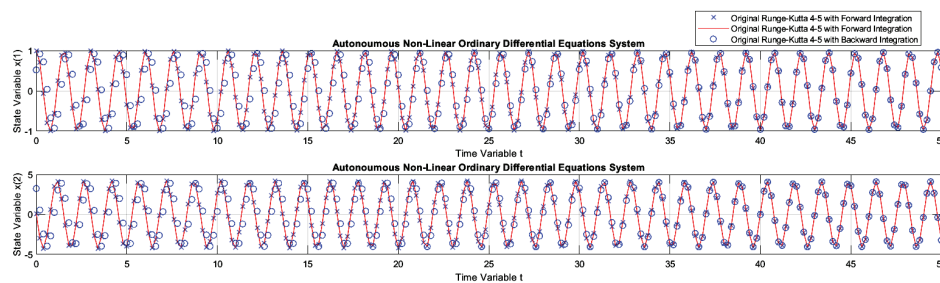 Original Runge-Kutta 4-5 with Forward Integration
Original Runge-Kutta 4-5 with Forward Integration
Original Runge-Kutta 4-5 with Backward Integration
Autonoumous Non-Linear Ordinary Differential Equations System
State Variable x(1)
1
0
-1
0 5 10 15 20 25 30 35 40 45 50
Time Variable t
Autonoumous Non-Linear Ordinary Differential Equations System
State Variable x(2)
5
0
-5
0 5 10 15 20 25 30 35 40 45 50
Time Variable t